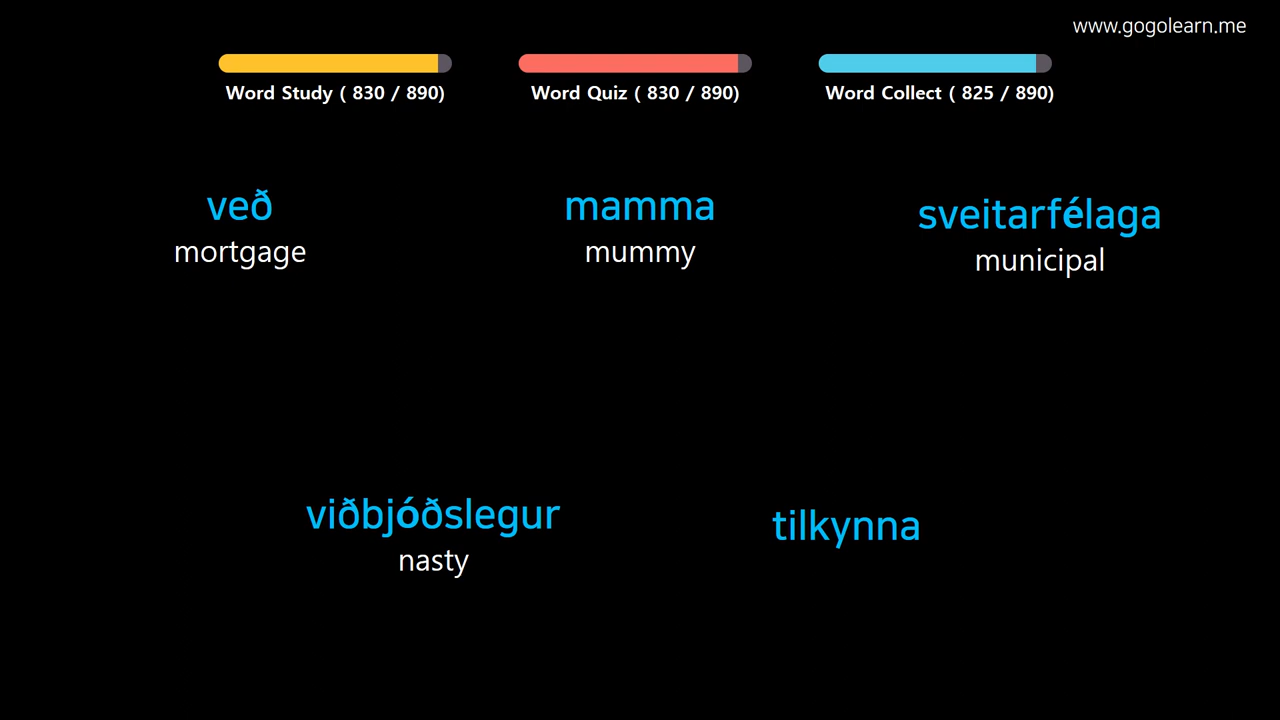 www.gogolearn.me
Word Study ( 830 / 890)
Word Quiz ( 830 / 890)
Word Collect ( 825 / 890)
veð
mortgage
mamma
mummy
sveitarfélaga
municipal
viðbjóðslegur
nasty
tilkynna